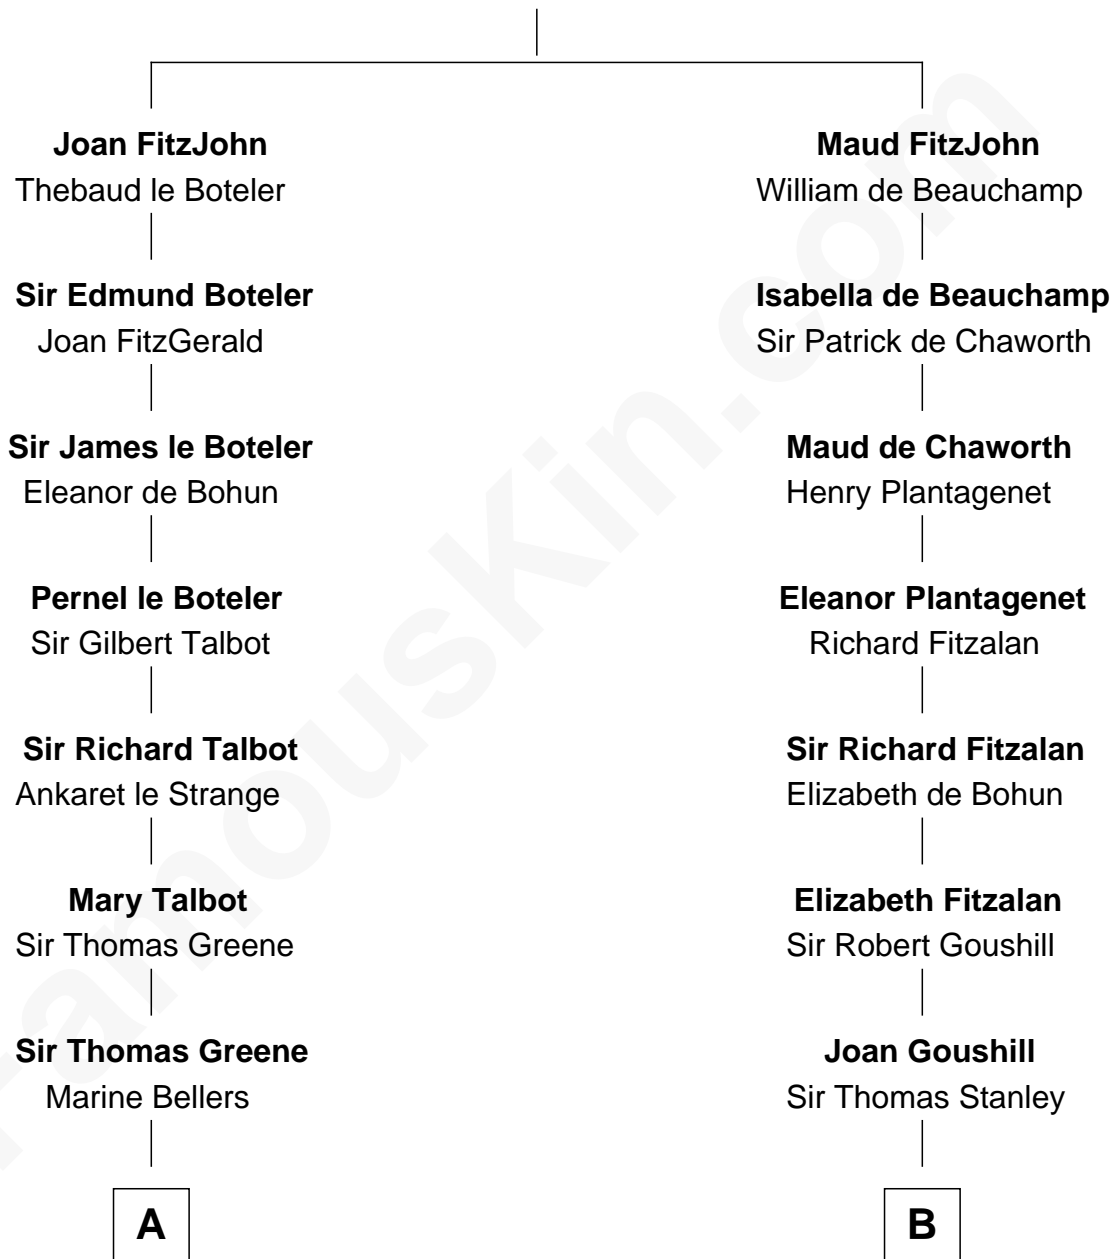 Joan FitzJohn
Thebaud le Boteler
Sir Edmund Boteler
Joan FitzGerald
Sir James le Boteler
Eleanor de Bohun
Pernel le Boteler
Sir Gilbert Talbot
Sir Richard Talbot
Ankaret le Strange
Mary Talbot
Sir Thomas Greene
Sir Thomas Greene
Marine Bellers
A
Maud FitzJohn
William de Beauchamp
Isabella de Beauchamp
Sir Patrick de Chaworth
Maud de Chaworth
Henry Plantagenet
Eleanor Plantagenet
Richard Fitzalan
Sir Richard Fitzalan
Elizabeth de Bohun
Elizabeth Fitzalan
Sir Robert Goushill
Joan Goushill
Sir Thomas Stanley
B
FamousKin.com